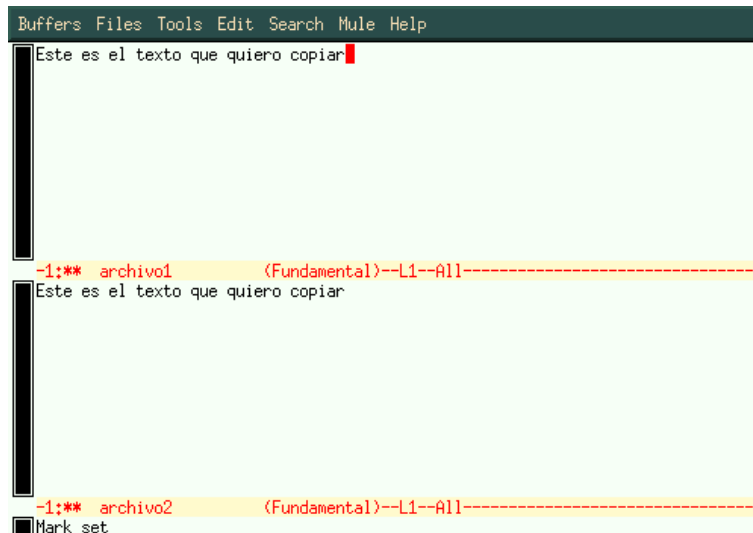 Buffers Files Tools Edit Search Mule Help
Este es el texto que quiero copiar
-1:** archivo1 (Fundamental)--L1--All--------------------------------
Este es el texto que quiero copiar
-1:** archivo2 (Fundamental)--L1--All--------------------------------
Mark set